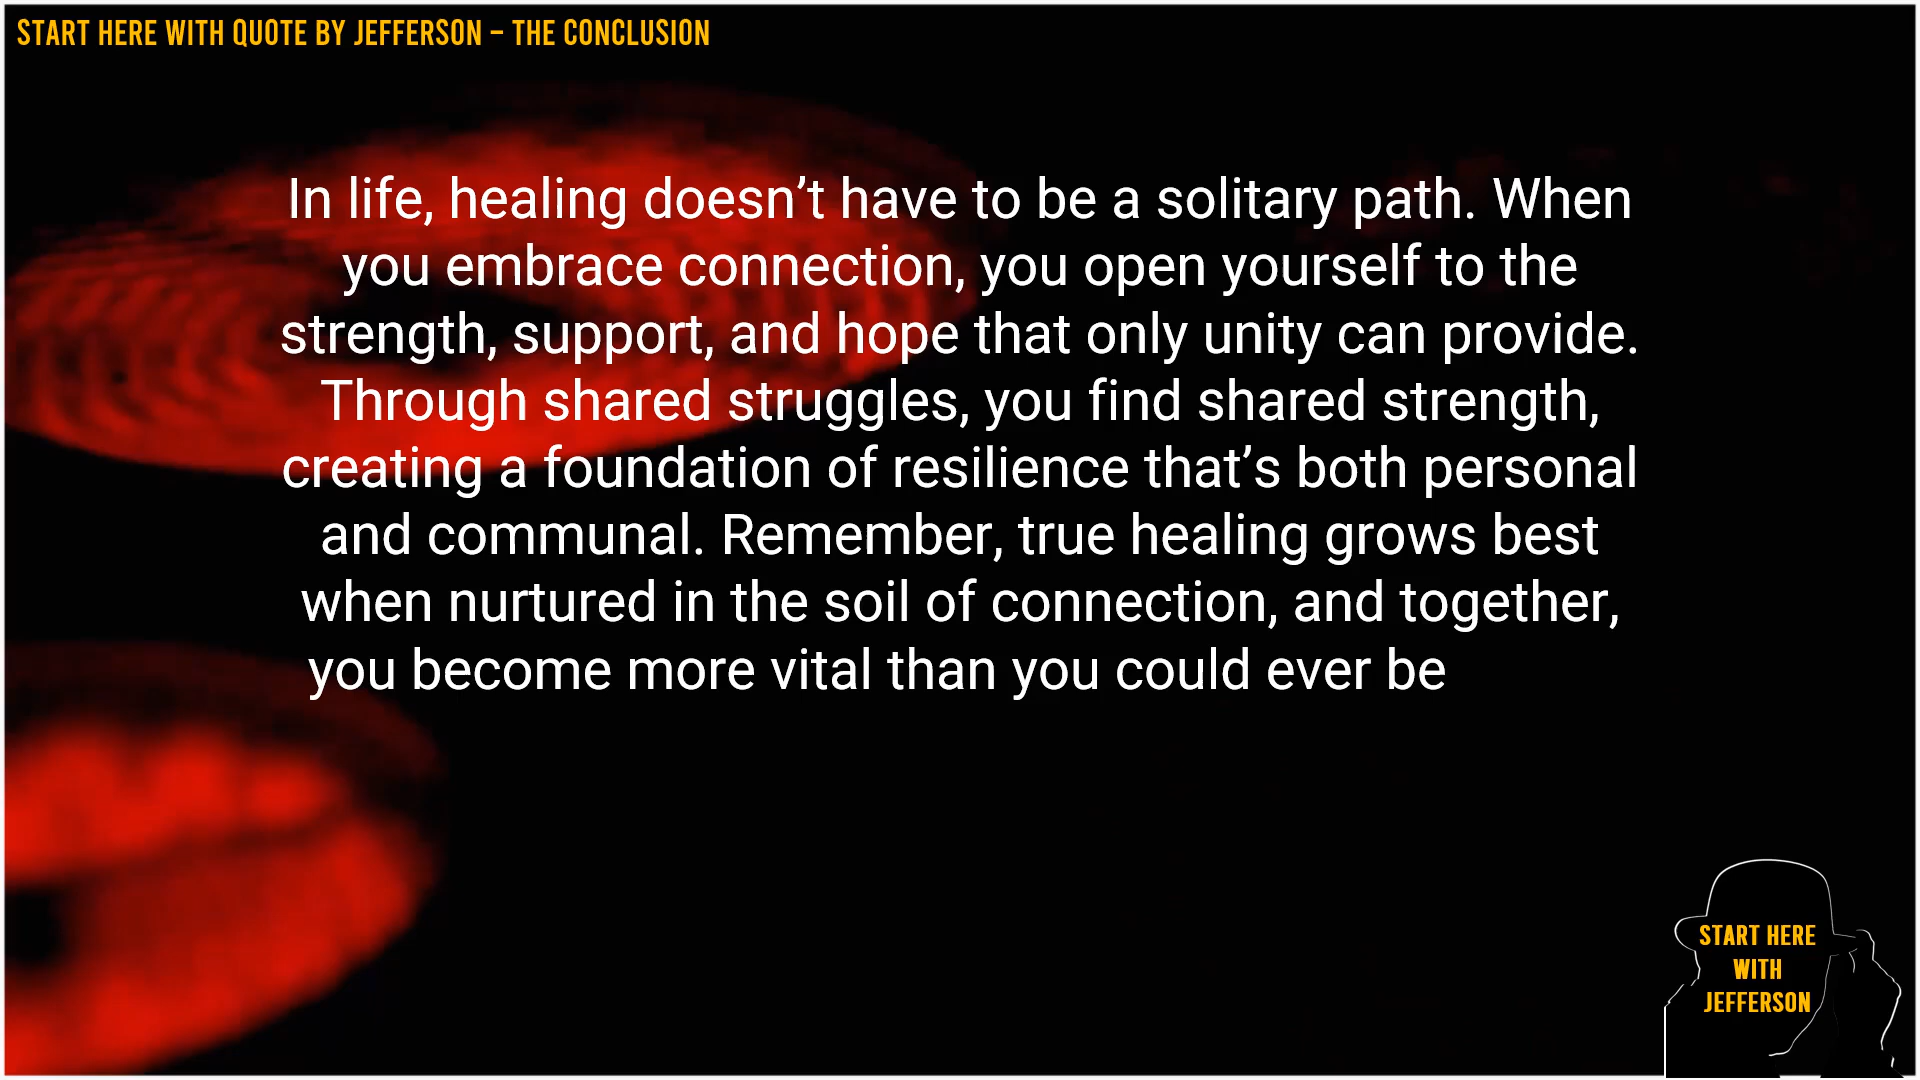 START HERE WITH QUOTE BY JEFFERSON – THE CONCLUSION
In life, healing doesn’t have to be a solitary path. When
you embrace connection, you open yourself to the
strength, support, and hope that only unity can provide.
Through shared struggles, you find shared strength,
creating a foundation of resilience that’s both personal
and communal. Remember, true healing grows best
when nurtured in the soil of connection, and together,
you become more vital than you could ever be
START HERE
WITH
JEFFERSON